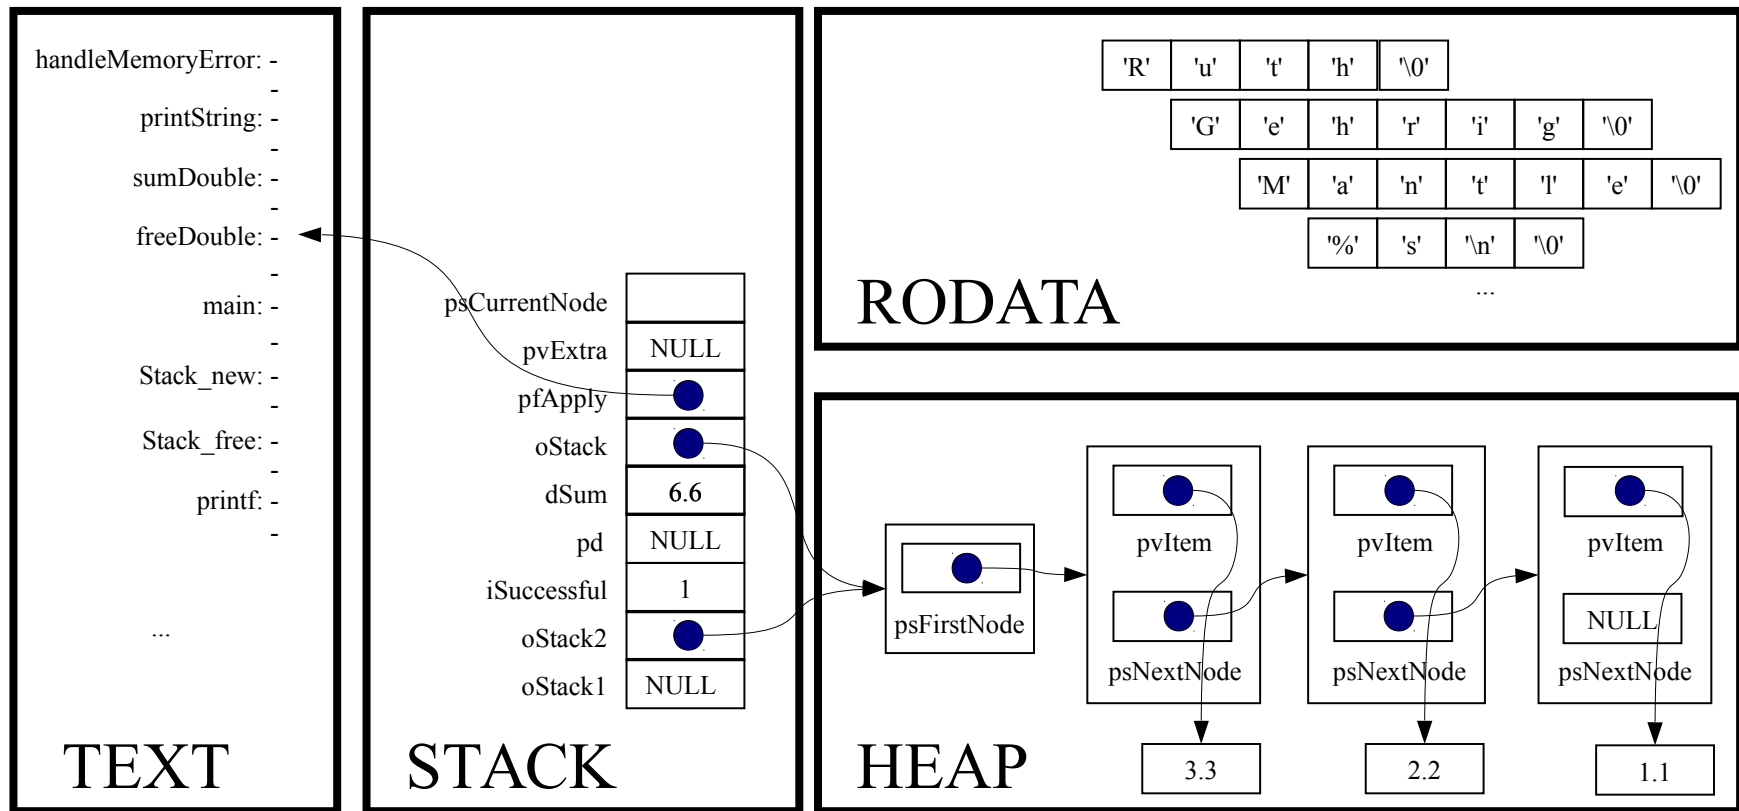 handleMemoryError: -
-
printString: -
-
sumDouble: -
-
freeDouble: -
-
main: -
-
Stack_new: -
-
Stack_free: -
-
printf: -
-
...
TEXT
psCurrentNode
pvExtra NULL
pfApply
oStack
dSum 6.6
pd NULL
iSuccessful 1
oStack2
oStack1 NULL
STACK
'R' 'u' 't' 'h' '\0'
'G' 'e' 'h' 'r' 'i' 'g' '\0'
'M' 'a' 'n' 't' 'l' 'e' '\0'
'%' 's' '\n' '\0'
...
RODATA
psFirstNode
pvItem pvItem pvItem
NULL
psNextNode psNextNode psNextNode
3.3 2.2 1.1
HEAP